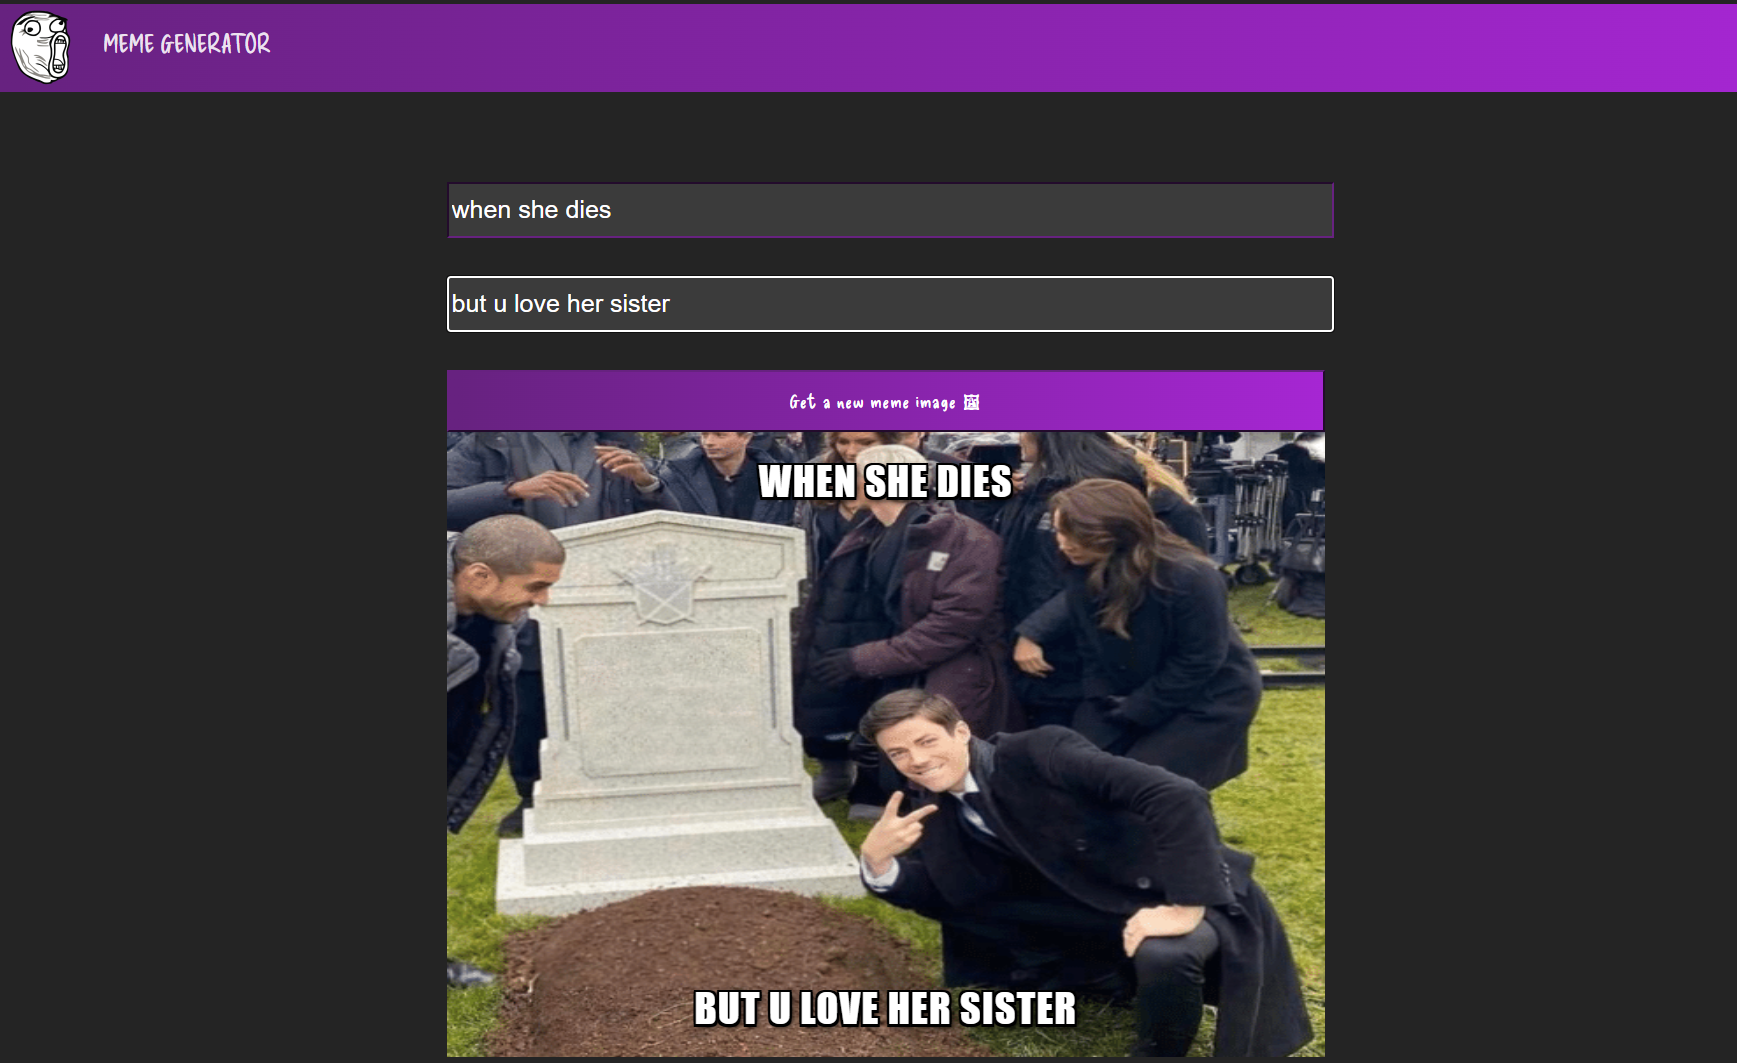 MEME GENERATOR
when she dies
but u love her sister
Get a new meme image 🖼
WHEN SHE DIES
BUT U LOVE HER SISTER